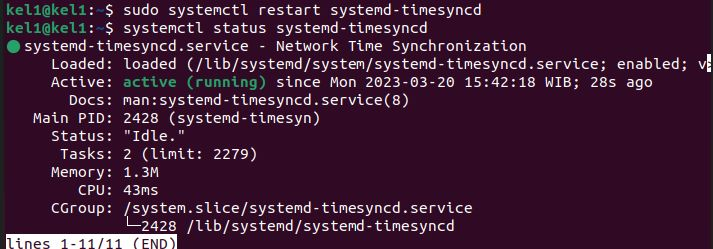 kel1@kel1:~$ sudo systemctl restart systemd-timesyncd
kel1@kel1:~$ systemctl status systemd-timesyncd
● systemd-timesyncd.service - Network Time Synchronization
     Loaded: loaded (/lib/systemd/system/systemd-timesyncd.service; enabled; v>
     Active: active (running) since Mon 2023-03-20 15:42:18 WIB; 28s ago
       Docs: man:systemd-timesyncd.service(8)
   Main PID: 2428 (systemd-timesyn)
     Status: "Idle."
      Tasks: 2 (limit: 2279)
     Memory: 1.3M
        CPU: 43ms
     CGroup: /system.slice/systemd-timesyncd.service
             └─2428 /lib/systemd/systemd-timesyncd
lines 1-11/11 (END)